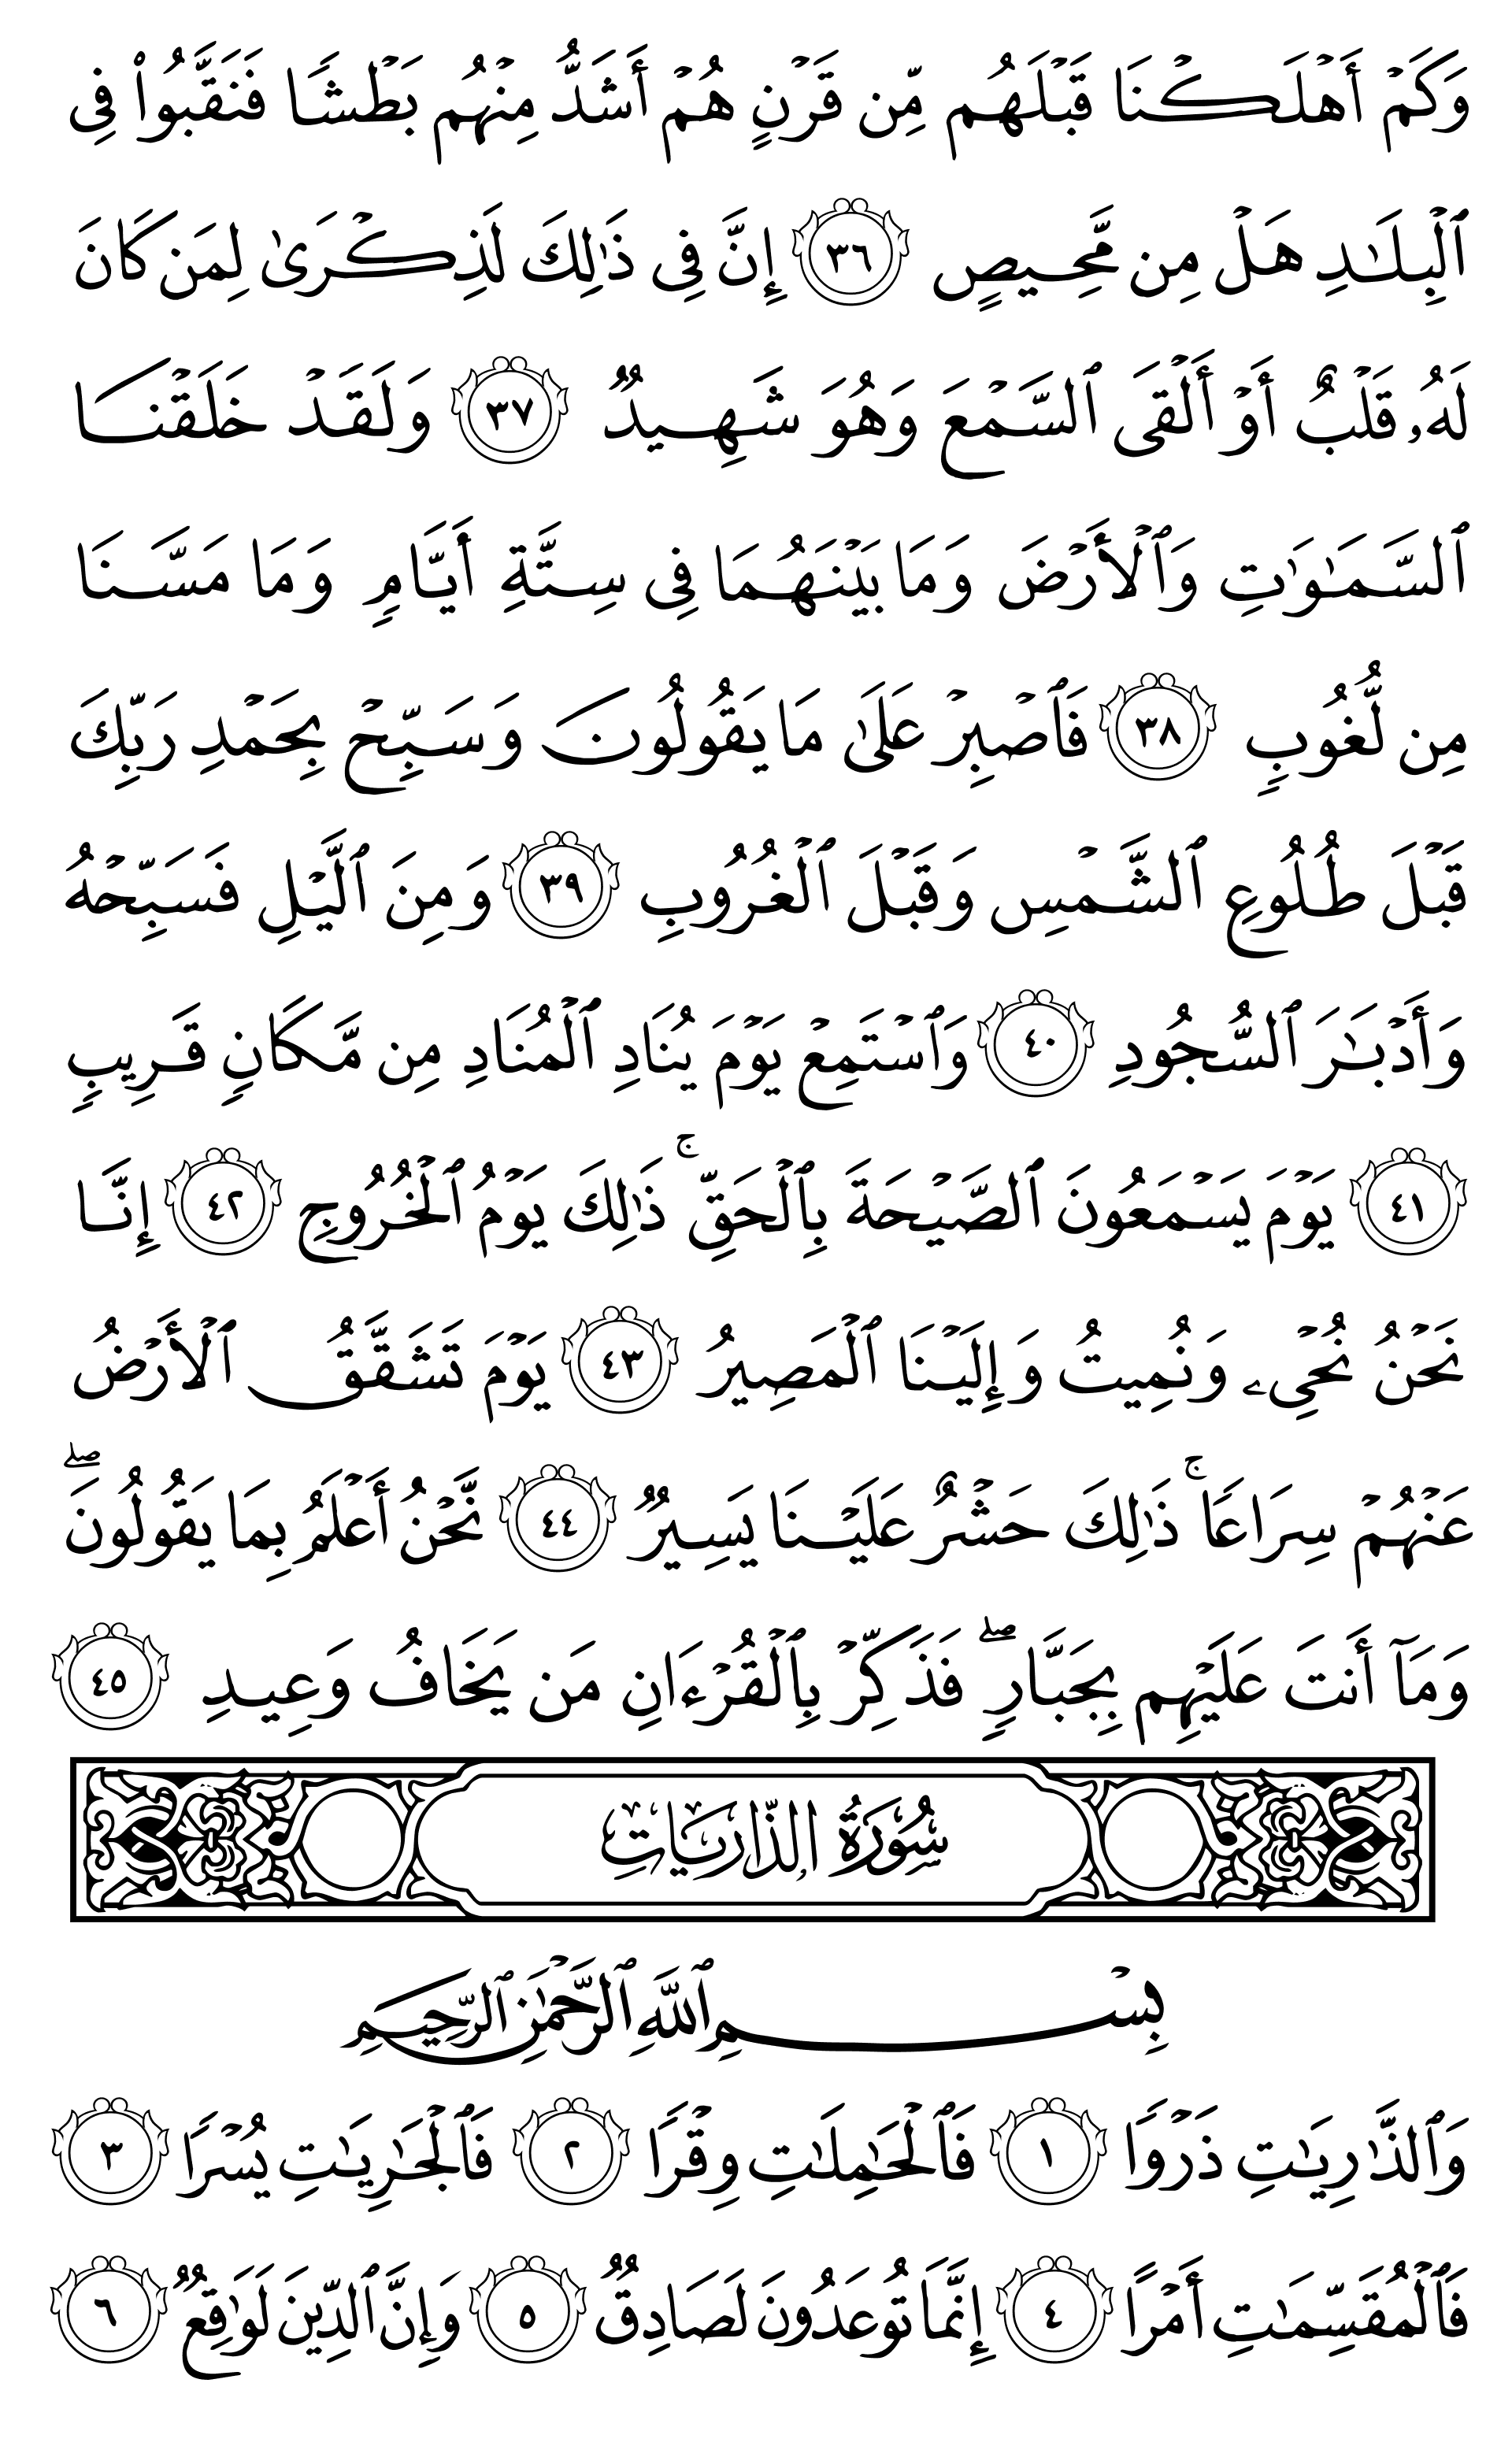 وَكَمۡ أَهۡلَكۡنَا قَبۡلَهُم مِّن قَرۡنٍ هُمۡ أَشَدُّ مِنۡهُم بَطۡشًا فَنَقَّبُواْ فِي
ٱلۡبِلَٰدِ هَلۡ مِن مَّحِيصٍ ٣٦ إِنَّ فِي ذَٰلِكَ لَذِكۡرَىٰ لِمَن كَانَ
لَهُۥ قَلۡبٌ أَوۡ أَلۡقَى ٱلسَّمۡعَ وَهُوَ شَهِيدٞ ٣٧ وَلَقَدۡ خَلَقۡنَا
ٱلسَّمَٰوَٰتِ وَٱلۡأَرۡضَ وَمَا بَيۡنَهُمَا فِي سِتَّةِ أَيَّامٖ وَمَا مَسَّنَا
مِن لُّغُوبٖ ٣٨ فَٱصۡبِرۡ عَلَىٰ مَا يَقُولُونَ وَسَبِّحۡ بِحَمۡدِ رَبِّكَ
قَبۡلَ طُلُوعِ ٱلشَّمۡسِ وَقَبۡلَ ٱلۡغُرُوبِ ٣٩ وَمِنَ ٱلَّيۡلِ فَسَبِّحۡهُ
وَأَدۡبَٰرَ ٱلسُّجُودِ ٤٠ وَٱسۡتَمِعۡ يَوۡمَ يُنَادِ ٱلۡمُنَادِ مِن مَّكَانٖ قَرِيبٖ
٤١ يَوۡمَ يَسۡمَعُونَ ٱلصَّيۡحَةَ بِٱلۡحَقِّۚ ذَٰلِكَ يَوۡمُ ٱلۡخُرُوجِ ٤٢ إِنَّا
نَحۡنُ نُحۡيِۦ وَنُمِيتُ وَإِلَيۡنَا ٱلۡمَصِيرُ ٤٣ يَوۡمَ تَشَقَّقُ ٱلۡأَرۡضُ
عَنۡهُمۡ سِرَاعٗاۚ ذَٰلِكَ حَشۡرٌ عَلَيۡنَا يَسِيرٞ ٤٤ نَّحۡنُ أَعۡلَمُ بِمَا يَقُولُونَۖ
وَمَآ أَنتَ عَلَيۡهِم بِجَبَّارٖۖ فَذَكِّرۡ بِٱلۡقُرۡءَانِ مَن يَخَافُ وَعِيدِ ٤٥
سُورَةُ الذَّارِيَاتِ
بِسۡمِ ٱللَّهِ ٱلرَّحۡمَٰنِ ٱلرَّحِيمِ
وَٱلذَّٰرِيَٰتِ ذَرۡوٗا ١ فَٱلۡحَٰمِلَٰتِ وِقۡرٗا ٢ فَٱلۡجَٰرِيَٰتِ يُسۡرٗا ٣
فَٱلۡمُقَسِّمَٰتِ أَمۡرًا ٤ إِنَّمَا تُوعَدُونَ لَصَادِقٞ ٥ وَإِنَّ ٱلدِّينَ لَوَٰقِعٞ ٦